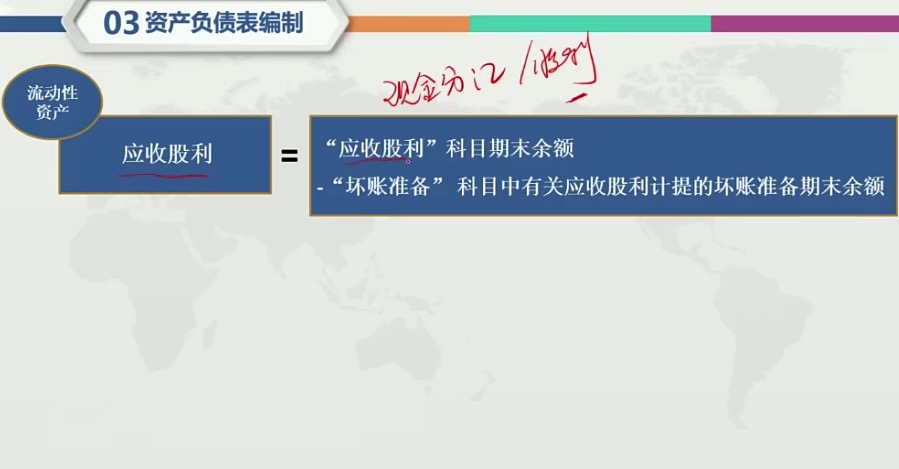 03 资产负债表编制
现金分红/股利
流动性
资产
应收股利
=
“应收股利”科目期末余额
-“坏账准备” 科目中有关应收股利计提的坏账准备期末余额